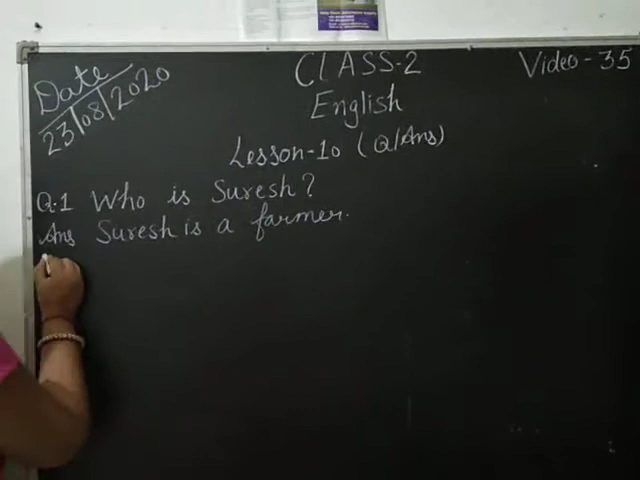 Date
23/08/2020
CLASS-2
Video - 35
English
Lesson-10 (Q/Ans)
Q.1 Who is Suresh?
Ans Suresh is a farmer.